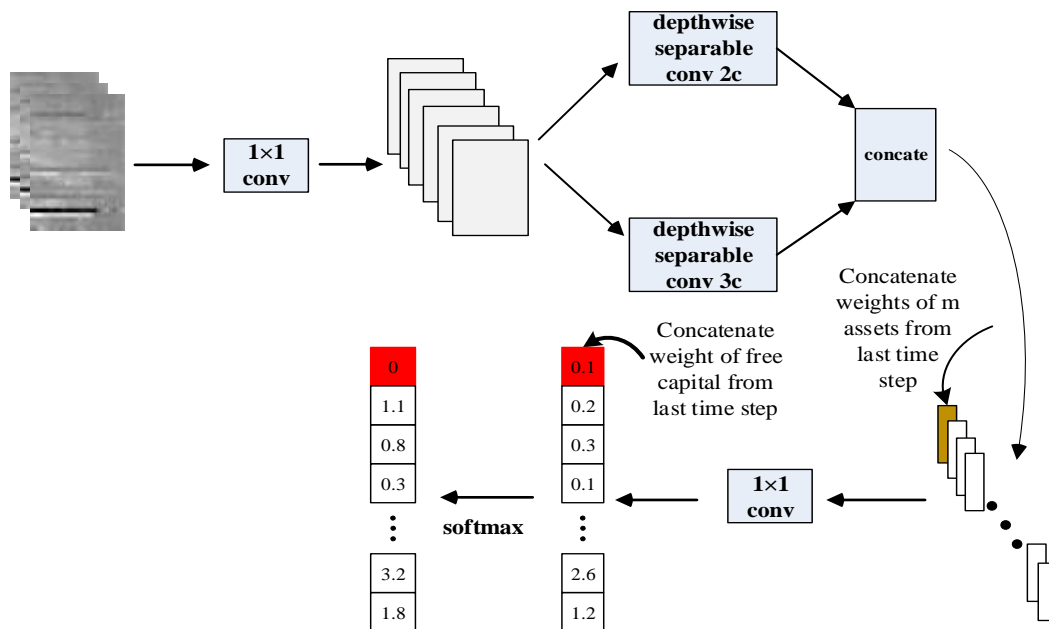 depthwise
separable
conv 2c
1×1
conv
concate
depthwise
separable
conv 3c
Concatenate
weights of m
assets from
last time
step
Concatenate
weight of free
capital from
last time step
0
1.1
0.8
0.3
3.2
1.8
softmax
0.1
0.2
0.3
0.1
2.6
1.2
1×1
conv